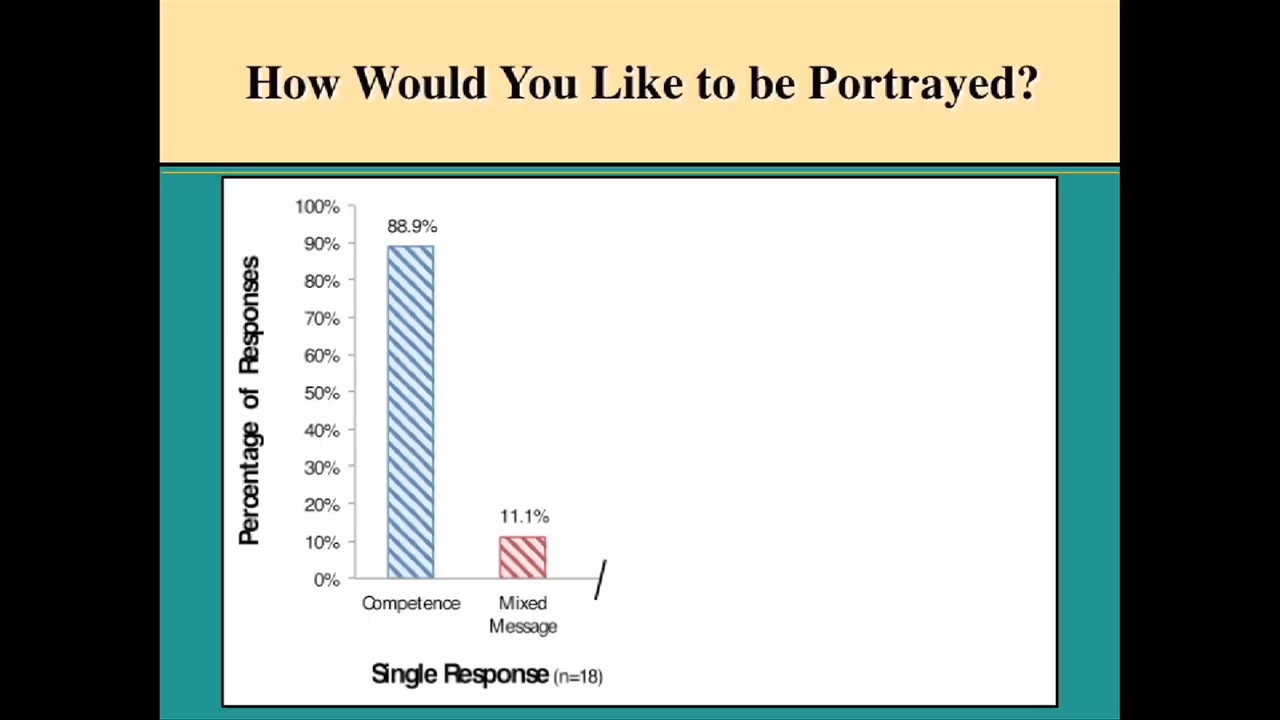 How Would You Like to be Portrayed?
Percentage of Responses
100%
90%
80%
70%
60%
50%
40%
30%
20%
10%
0%
88.9%
11.1%
Competence
Mixed
Message
Single Response (n=18)